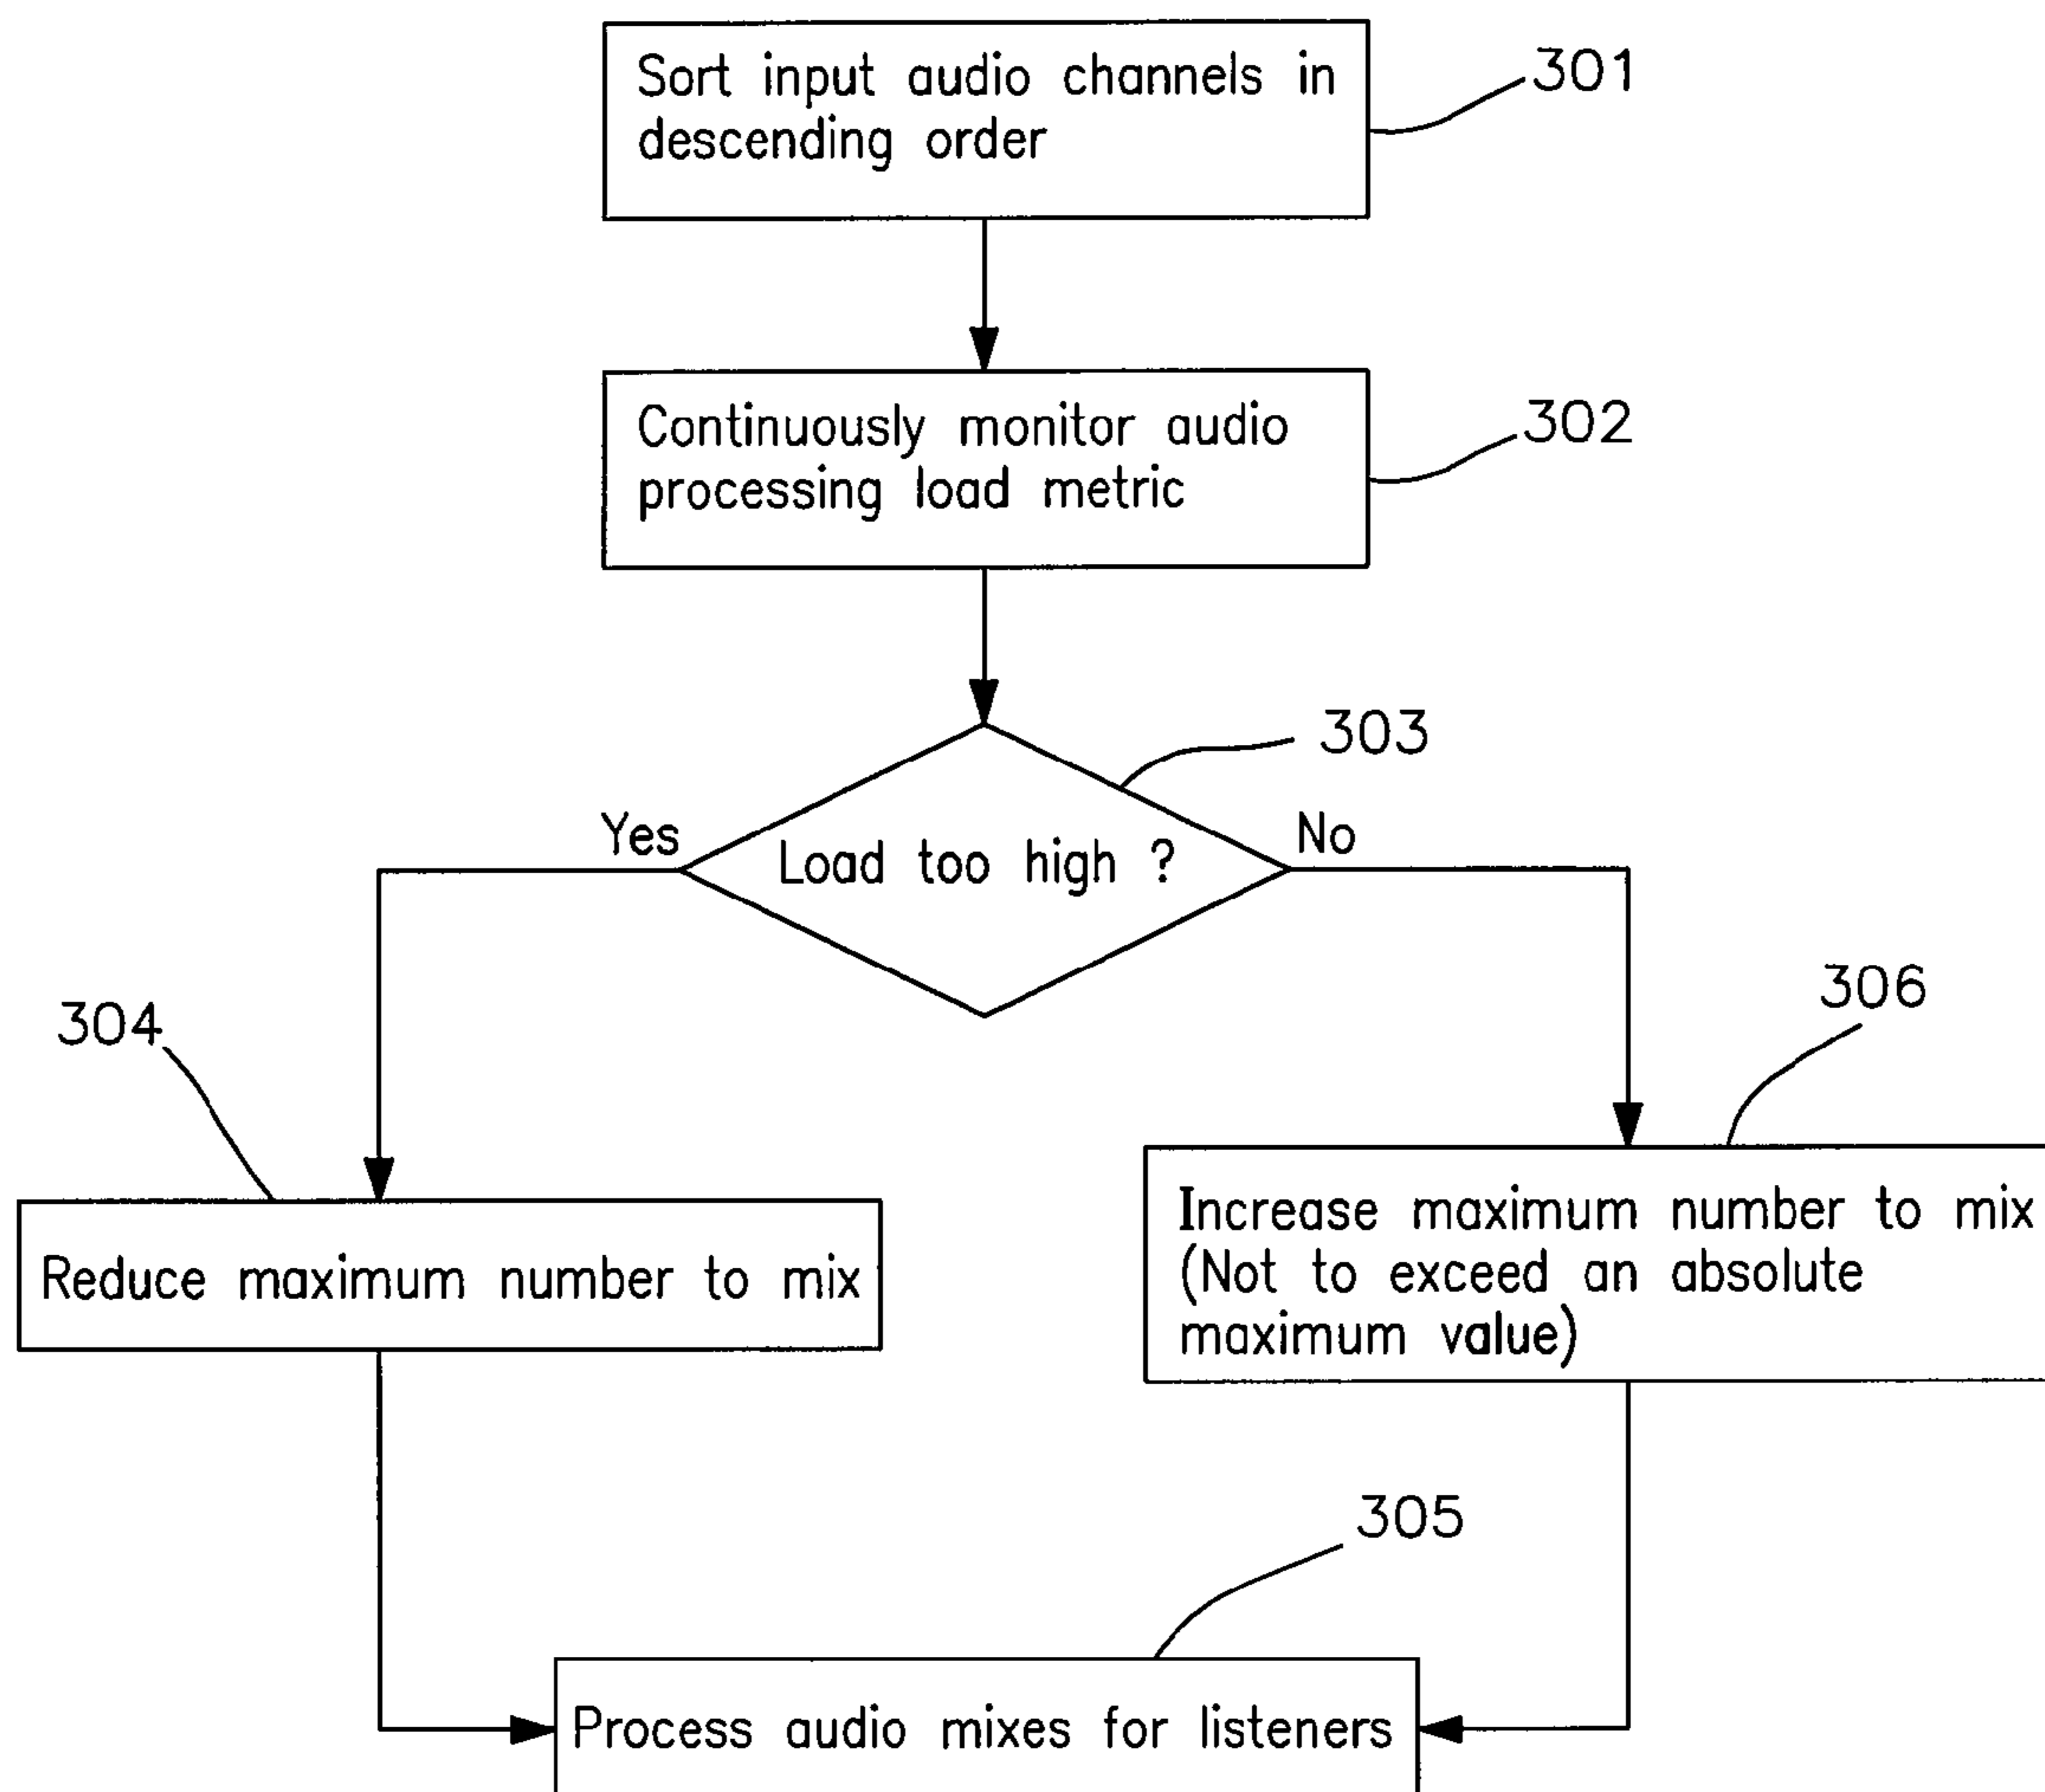 Sort input audio channels in
descending order
301
Continuously monitor audio
processing load metric
302
303
Yes
Load too high ?
No
304
306
Reduce maximum number to mix
Increase maximum number to mix
(Not to exceed an absolute
maximum value)
305
Process audio mixes for listeners